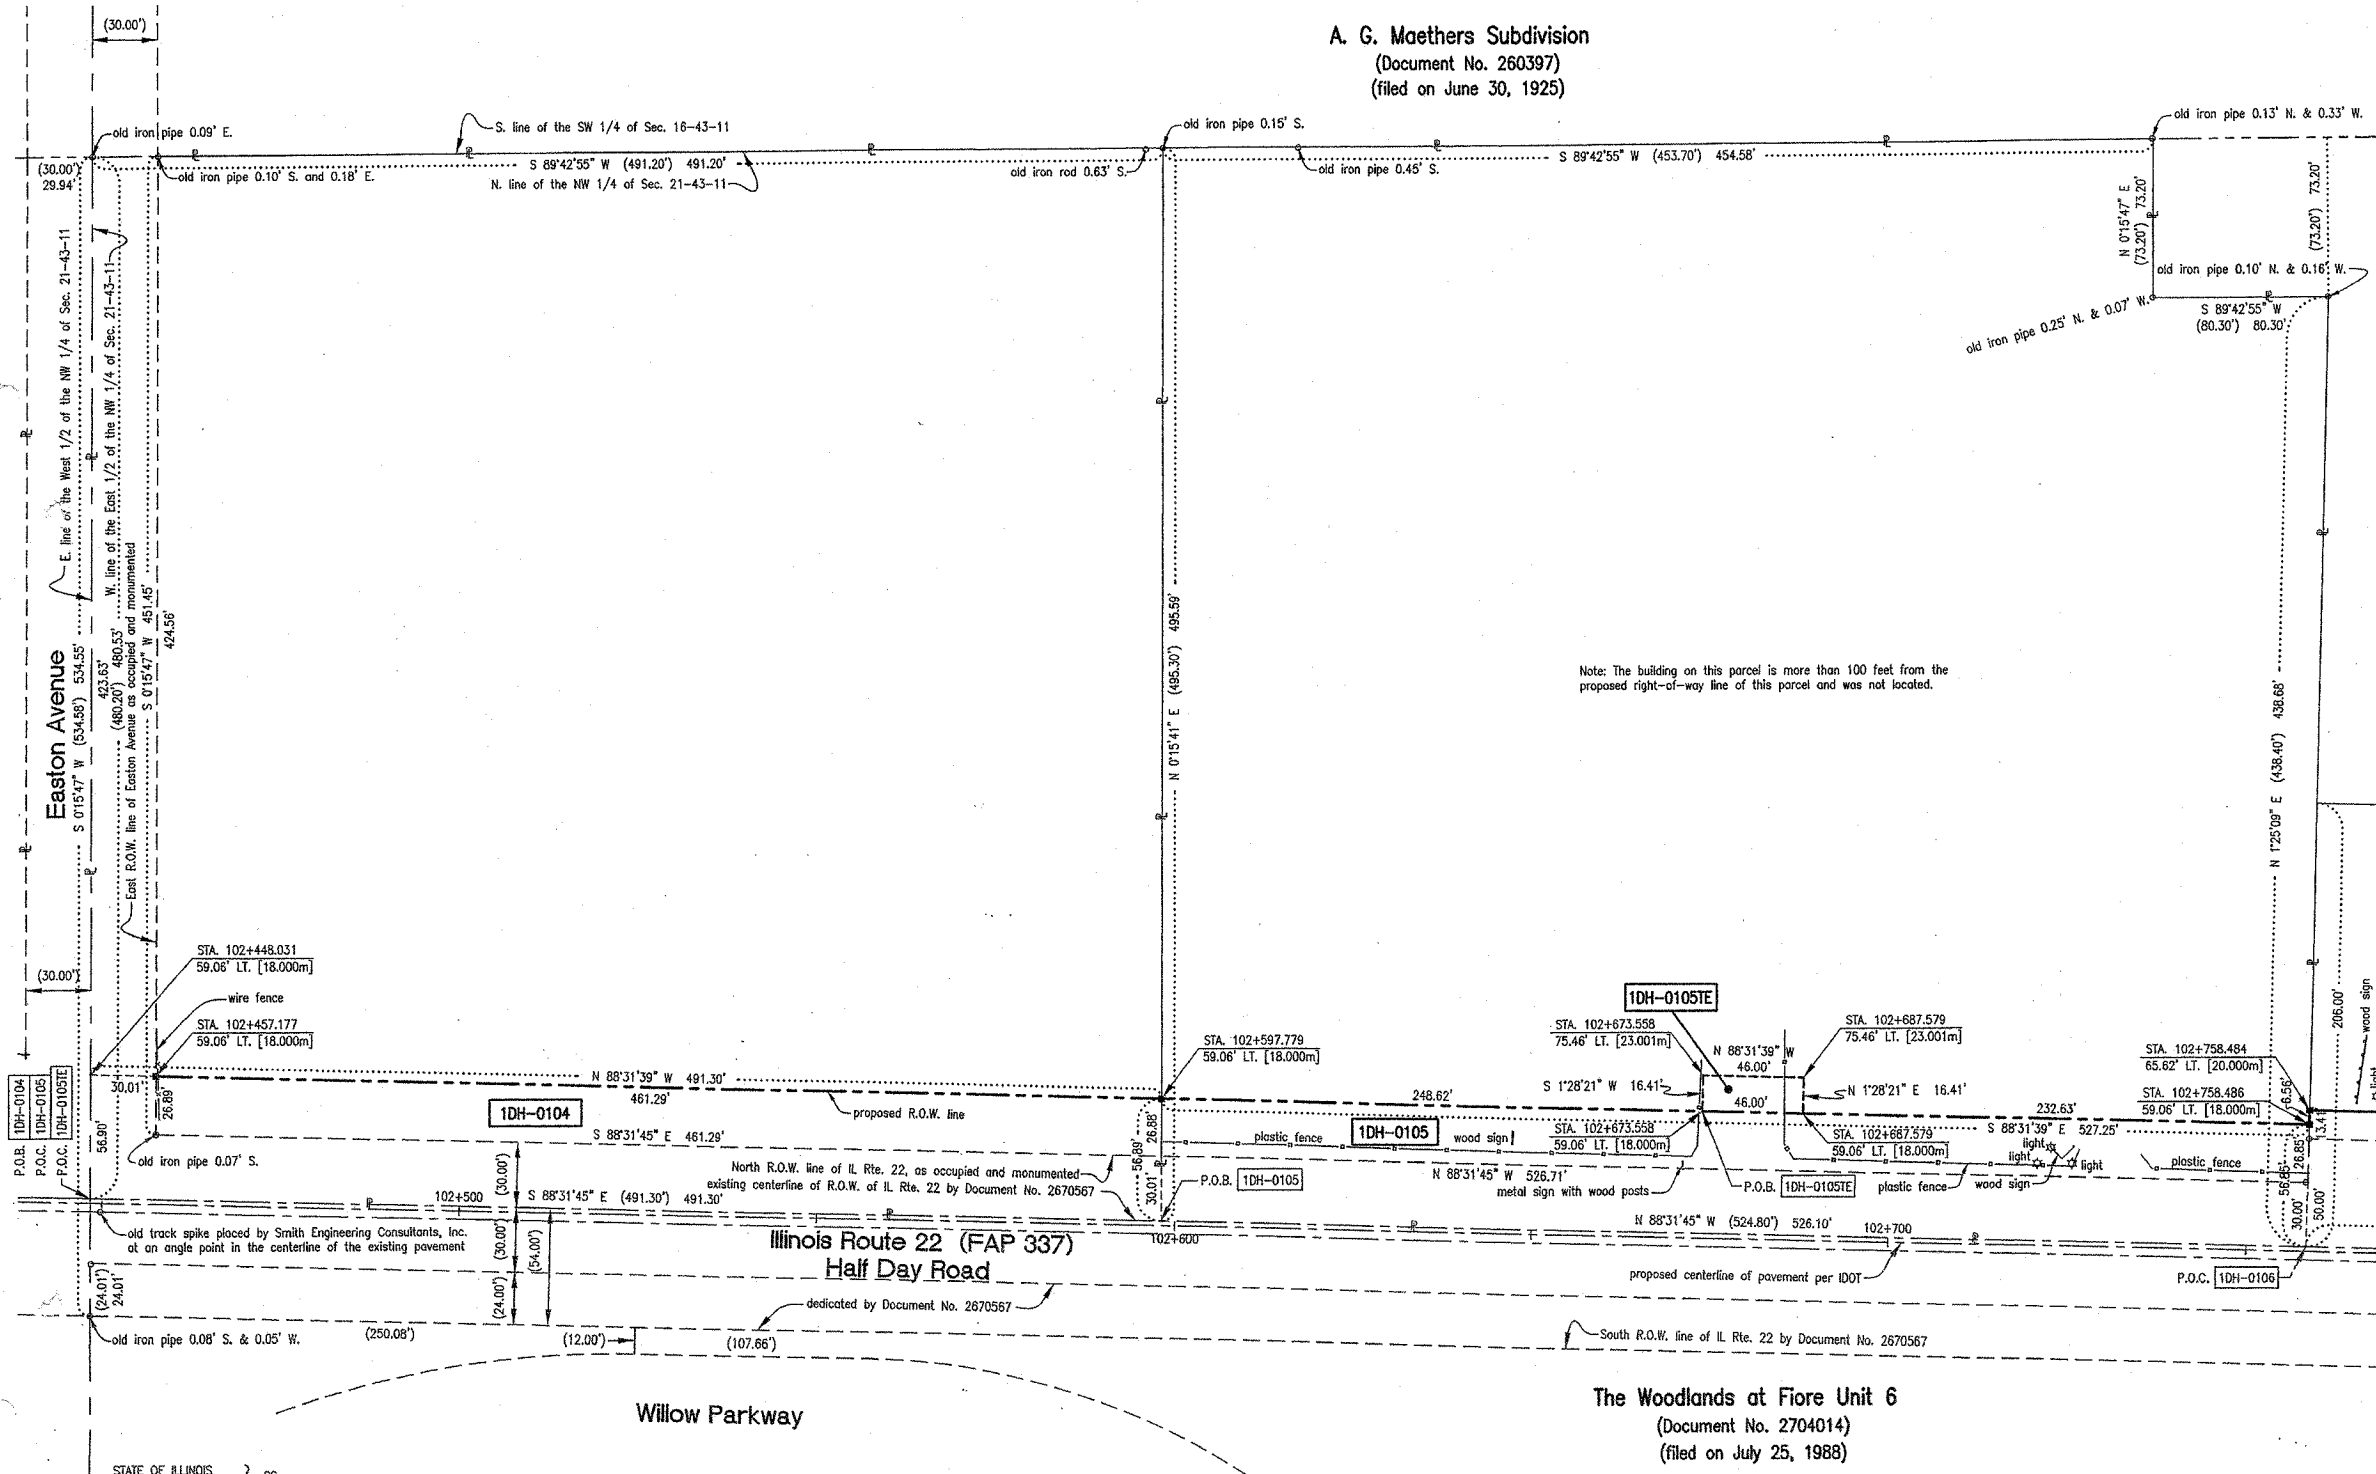 A. G. Maethers Subdivision
(Document No. 260397)
(filed on June 30, 1925)
(30.00')
old iron pipe 0.09' E.
S. line of the SW 1/4 of Sec. 16-43-11
old iron pipe 0.15' S.
old iron pipe 0.13' N. & 0.33' W.
(30.00')
29.94'
old iron pipe 0.10' S. and 0.18' E.
S 89°42'55" W (491.20') 491.20'
N. line of the NW 1/4 of Sec. 21-43-11
old iron rod 0.63' S.
old iron pipe 0.45' S.
S 89°42'55" W (453.70') 454.58'
N 0°15'47" E
(73.20') 73.20'
(73.20') 73.20'
old iron pipe 0.10' N. & 0.16' W.
old iron pipe 0.25' N. & 0.07' W.
S 89°42'55" W
(80.30') 80.30'
E. line of the West 1/2 of the NW 1/4 of Sec. 21-43-11
W. line of the East 1/2 of the NW 1/4 of Sec. 21-43-11
East R.O.W. line of Easton Avenue as occupied and monumented
Easton Avenue
S 0°15'47" W (534.58') 534.55'
423.63'
(480.20') 480.53'
S 0°15'47" W 451.45'
424.56'
N 0°15'41" E (495.30') 495.59'
Note: The building on this parcel is more than 100 feet from the
proposed right-of-way line of this parcel and was not located.
N 1°25'09" E (438.40') 438.68'
206.00'
wood sign
light
STA. 102+448.031
59.06' LT. [18.000m]
(30.00')
wire fence
STA. 102+457.177
59.06' LT. [18.000m]
STA. 102+597.779
59.06' LT. [18.000m]
1DH-0105TE
STA. 102+673.558
75.46' LT. [23.001m]
STA. 102+687.579
75.46' LT. [23.001m]
N 88°31'39" W
46.00'
S 1°28'21" W 16.41'
N 1°28'21" E 16.41'
46.00'
STA. 102+758.484
65.62' LT. [20.000m]
STA. 102+758.486
59.06' LT. [18.000m]
6.56'
13.41'
P.O.B. 1DH-0104
P.O.C. 1DH-0105
P.O.C. 1DH-0105TE
30.01'
26.89'
56.90'
N 88°31'39" W 491.30'
461.29'
1DH-0104
proposed R.O.W. line
248.62'
232.63'
S 88°31'39" E 527.25'
S 88°31'45" E 461.29'
old iron pipe 0.07' S.
26.88'
56.89'
30.01'
plastic fence
1DH-0105
wood sign
STA. 102+673.558
59.06' LT. [18.000m]
STA. 102+687.579
59.06' LT. [18.000m]
light
light
light
plastic fence
North R.O.W. line of IL Rte. 22, as occupied and monumented
existing centerline of R.O.W. of IL Rte. 22 by Document No. 2670567
(30.00')
P.O.B. 1DH-0105
N 88°31'45" W 526.71'
metal sign with wood posts
P.O.B. 1DH-0105TE
plastic fence
wood sign
26.85'
56.85'
30.00'
50.00'
102+500
S 88°31'45" E (491.30') 491.30'
old track spike placed by Smith Engineering Consultants, Inc.
at an angle point in the centerline of the existing pavement
(30.00')
(54.00')
Illinois Route 22 (FAP 337)
Half Day Road
102+600
N 88°31'45" W (524.80') 526.10'
102+700
proposed centerline of pavement per IDOT
P.O.C. 1DH-0106
(24.01')
24.01'
(24.00')
dedicated by Document No. 2670567
old iron pipe 0.08' S. & 0.05' W.
(250.08')
(12.00')
(107.66')
South R.O.W. line of IL Rte. 22 by Document No. 2670567
Willow Parkway
The Woodlands at Fiore Unit 6
(Document No. 2704014)
(filed on July 25, 1988)
STATE OF ILLINOIS